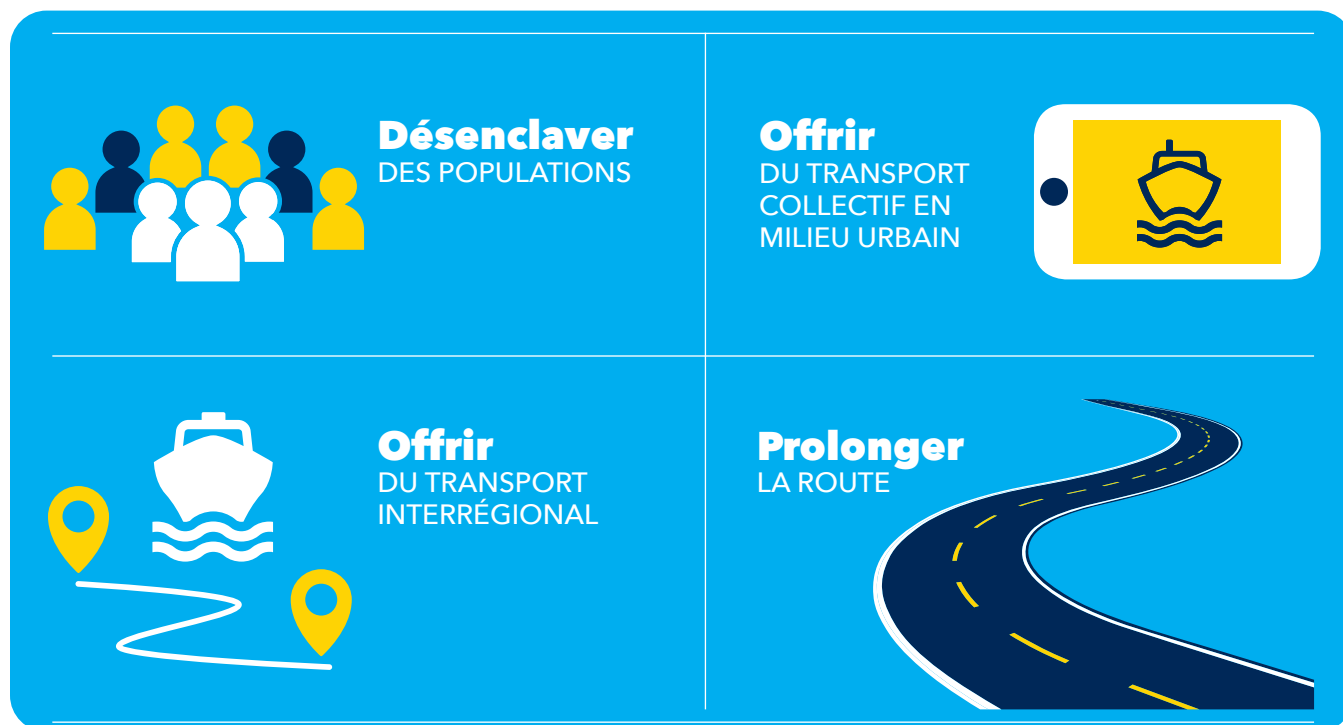 Désenclaver
DES POPULATIONS
Offrir
DU TRANSPORT
COLLECTIF EN
MILIEU URBAIN
Offrir
DU TRANSPORT
INTERRÉGIONAL
Prolonger
LA ROUTE